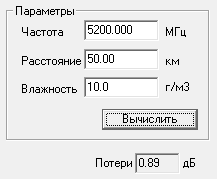 Параметры
Частота 5200.000 МГц
Расстояние 50.00 км
Влажность 10.0 г/м3
Вычислить
Потери 0.89 дБ